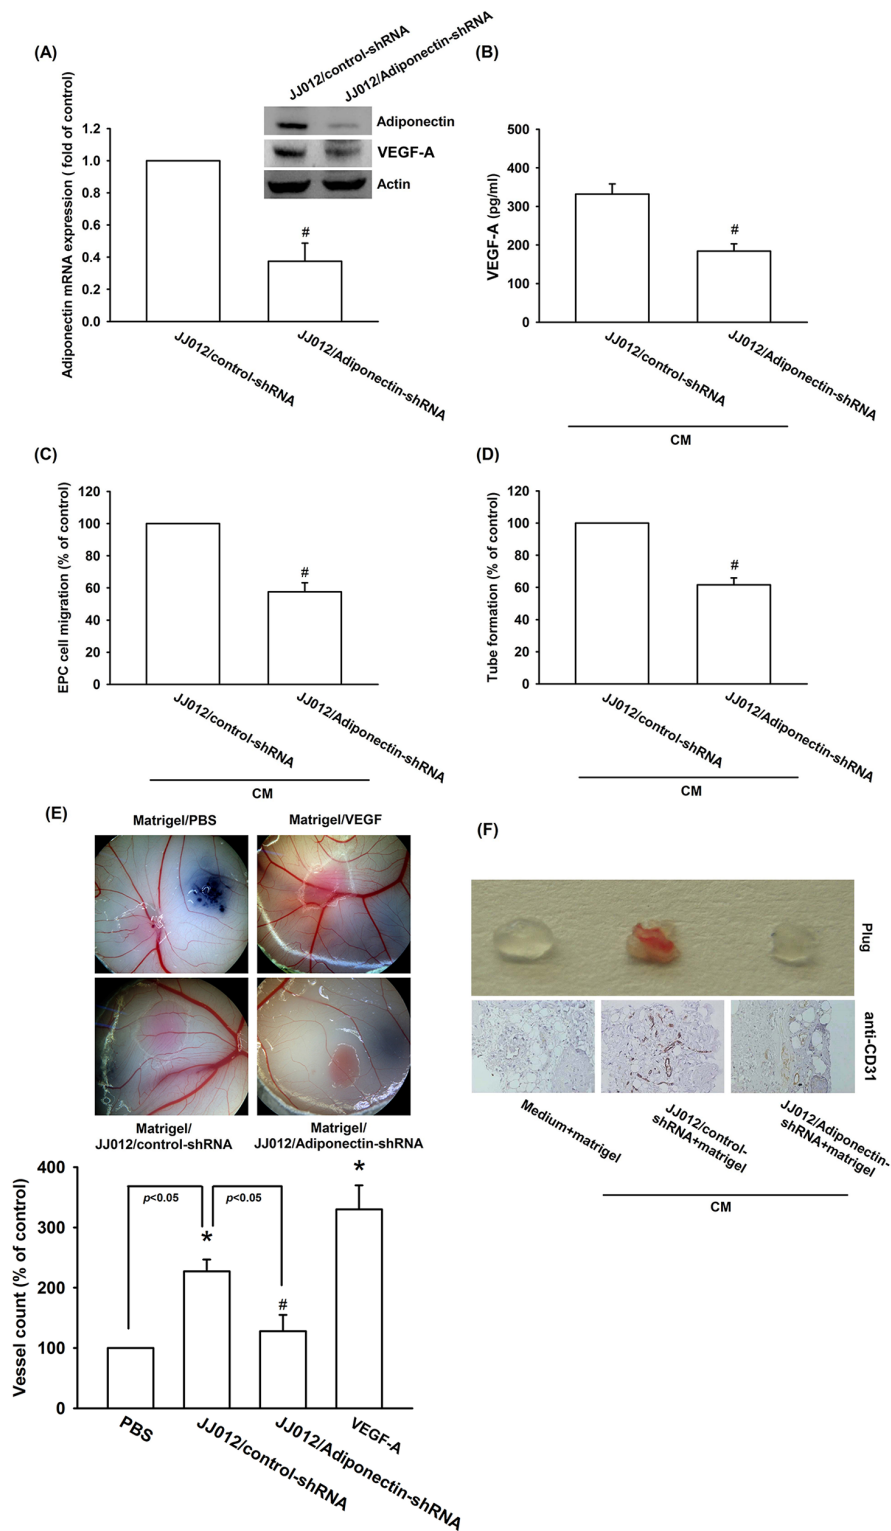 (A)
JJ012/control-shRNA
JJ012/Adiponectin-shRNA
Adiponectin
VEGF-A
Actin
Adiponectin mRNA expression ( fold of control)
1.2
1.0
0.8
0.6
0.4
0.2
0.0
#
JJ012/control-shRNA
JJ012/Adiponectin-shRNA
(B)
VEGF-A (pg/ml)
500
400
300
200
100
0
#
JJ012/control-shRNA
JJ012/Adiponectin-shRNA
CM
(C)
EPC cell migration (% of control)
120
100
80
60
40
20
0
#
JJ012/control-shRNA
JJ012/Adiponectin-shRNA
CM
(D)
Tube formation (% of control)
120
100
80
60
40
20
0
#
JJ012/control-shRNA
JJ012/Adiponectin-shRNA
CM
(E)
Matrigel/PBS
Matrigel/VEGF
Matrigel/
JJ012/control-shRNA
Matrigel/
JJ012/Adiponectin-shRNA
Vessel count (% of control)
400
300
200
100
0
p<0.05
p<0.05
*
#
*
PBS
JJ012/control-shRNA
JJ012/Adiponectin-shRNA
VEGF-A
(F)
Plug
anti-CD31
Medium+matrigel
JJ012/control-
shRNA+matrigel
JJ012/Adiponectin-
shRNA+matrigel
CM